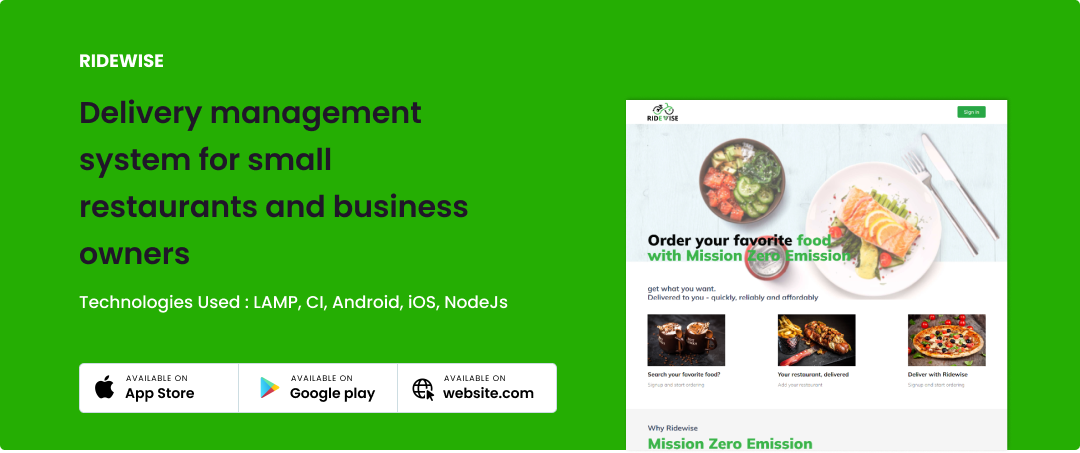 RIDEWISE
Delivery management
system for small
restaurants and business
owners
Technologies Used : LAMP, CI, Android, iOS, NodeJs
AVAILABLE ON
App Store
AVAILABLE ON
Google play
AVAILABLE ON
website.com
RIDEWISE
Sign in
Order your favorite food
with Mission Zero Emission
get what you want.
Delivered to you - quickly, reliably and affordably
Search your favorite food?
Signup and start ordering
Your restaurant, delivered
Add your restaurant
Deliver with Ridewise
Signup and start ordering
Why Ridewise
Mission Zero Emission